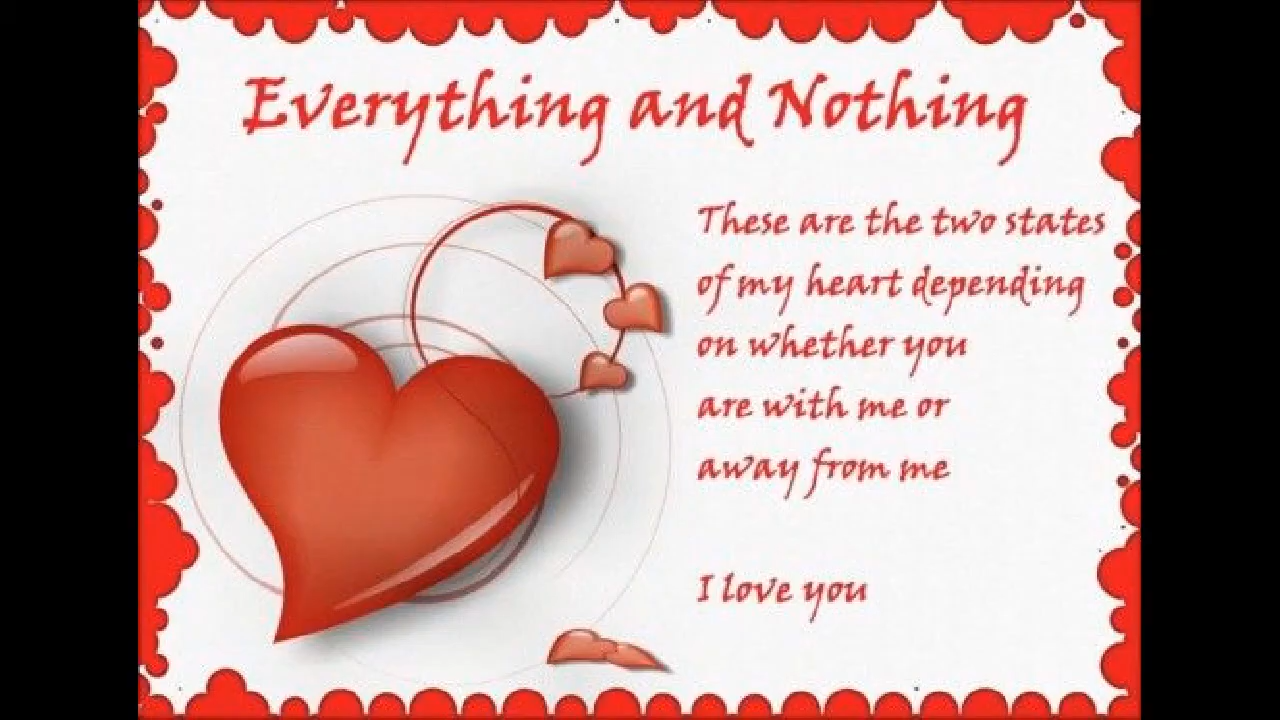 Everything and Nothing
These are the two states
of my heart depending
on whether you
are with me or
away from me
I love you